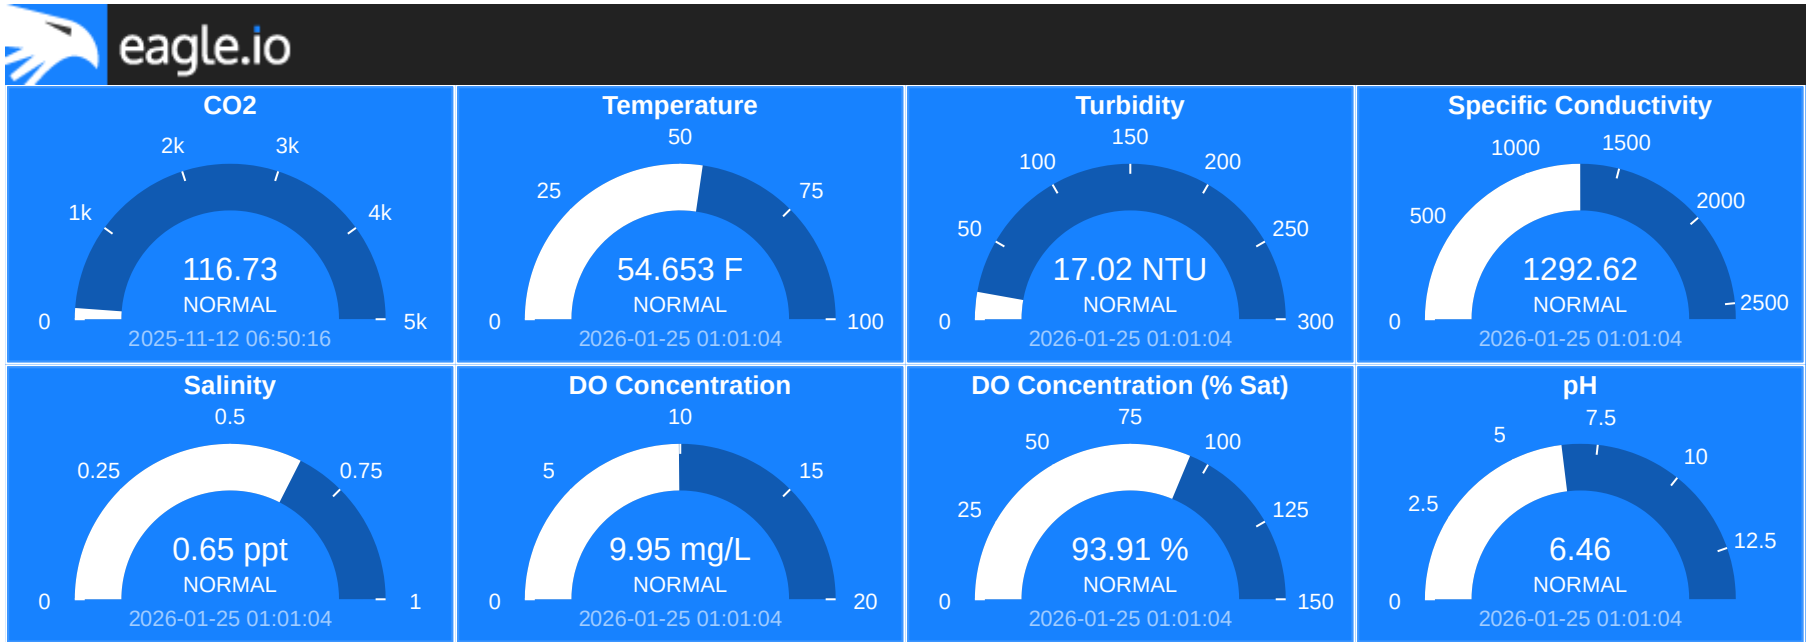 eagle.io
CO2
0
1k
2k
3k
4k
5k
116.73
NORMAL
2025-11-12 06:50:16
Temperature
0
25
50
75
100
54.653 F
NORMAL
2026-01-25 01:01:04
Turbidity
0
50
100
150
200
250
300
17.02 NTU
NORMAL
2026-01-25 01:01:04
Specific Conductivity
0
500
1000
1500
2000
2500
1292.62
NORMAL
2026-01-25 01:01:04
Salinity
0
0.25
0.5
0.75
1
0.65 ppt
NORMAL
2026-01-25 01:01:04
DO Concentration
0
5
10
15
20
9.95 mg/L
NORMAL
2026-01-25 01:01:04
DO Concentration (% Sat)
0
25
50
75
100
125
150
93.91 %
NORMAL
2026-01-25 01:01:04
pH
0
2.5
5
7.5
10
12.5
6.46
NORMAL
2026-01-25 01:01:04